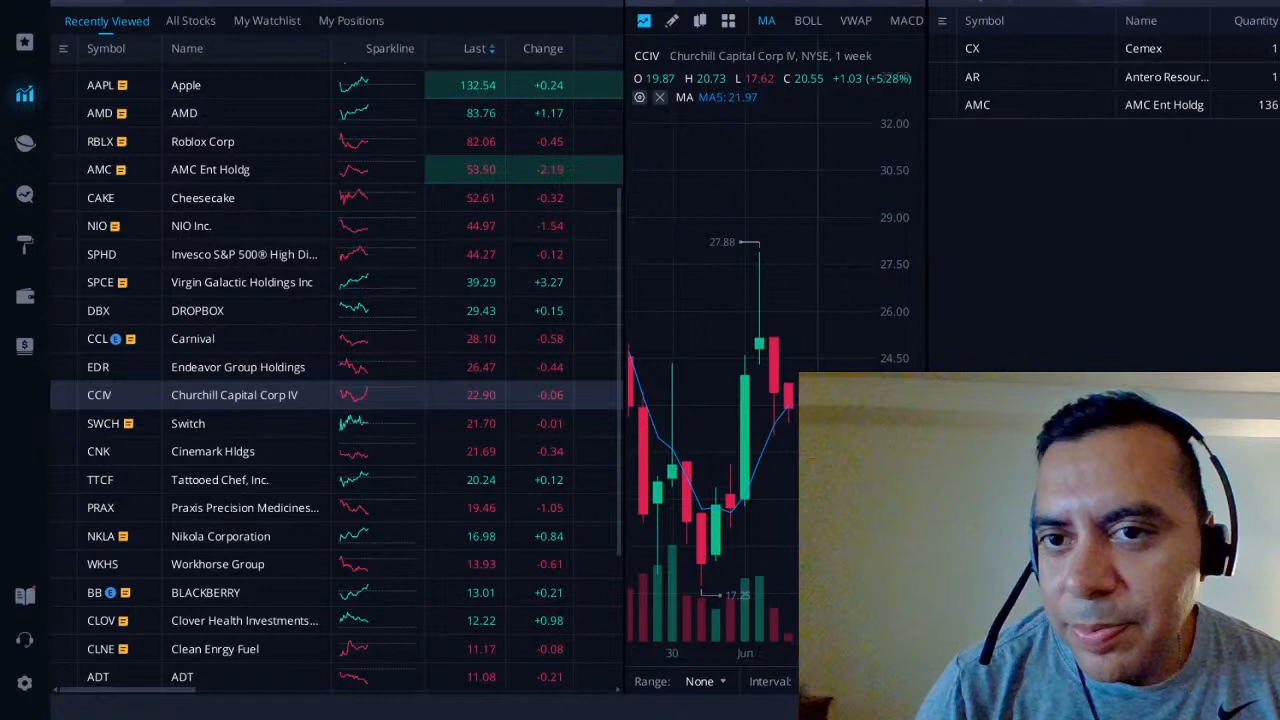 Recently Viewed All Stocks My Watchlist My Positions
Symbol Name Sparkline Last Change
AAPL Apple 132.54 +0.24
AMD AMD 83.76 +1.17
RBLX Roblox Corp 82.06 -0.45
AMC AMC Ent Holdg 53.90 -2.19
CAKE Cheesecake 52.61 -0.32
NIO NIO Inc. 44.97 -1.54
SPHD Invesco S&P 500® High Di... 44.27 -0.12
SPCE Virgin Galactic Holdings Inc 39.29 +3.27
DBX DROPBOX 29.43 +0.15
CCL E Carnival 28.10 -0.58
EDR Endeavor Group Holdings 26.47 -0.44
CCIV Churchill Capital Corp IV 22.90 -0.06
SWCH Switch 21.70 -0.01
CNK Cinemark Hldgs 21.69 -0.34
TTCF Tattooed Chef, Inc. 20.24 +0.12
PRAX Praxis Precision Medicines... 19.46 -1.05
NKLA Nikola Corporation 16.98 +0.84
WKHS Workhorse Group 13.93 -0.61
BB E BLACKBERRY 13.01 +0.21
CLOV Clover Health Investments... 12.22 +0.98
CLNE Clean Enrgy Fuel 11.17 -0.08
ADT ADT 11.08 -0.21
MA BOLL VWAP MACD
CCIV Churchill Capital Corp IV, NYSE, 1 week
O 19.87 H 20.73 L 17.62 C 20.55 +1.03 (+5.28%)
MA MA5: 21.97
32.00
30.50
29.00
27.88
27.50
26.00
24.50
17.25
30 Jun
Range: None Interval:
Symbol Name Quantity
CX Cemex 1
AR Antero Resour... 1
AMC AMC Ent Holdg 136